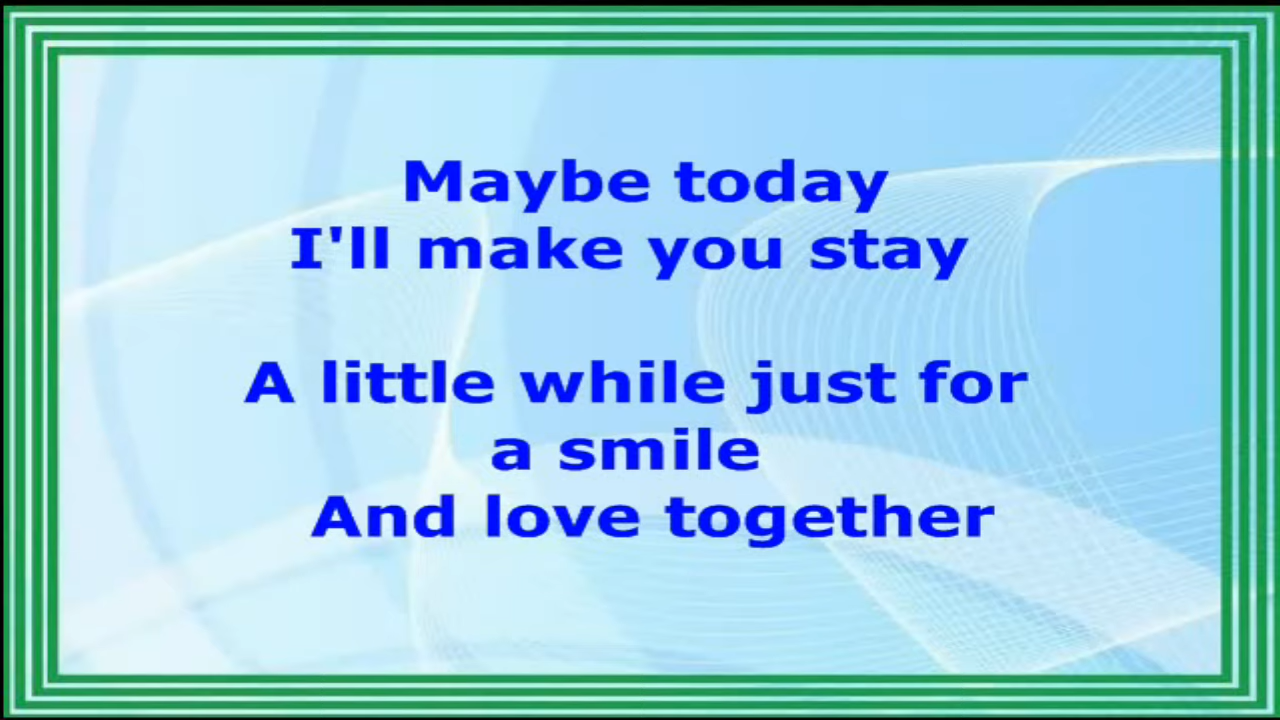 Maybe today
I'll make you stay
A little while just for
a smile
And love together